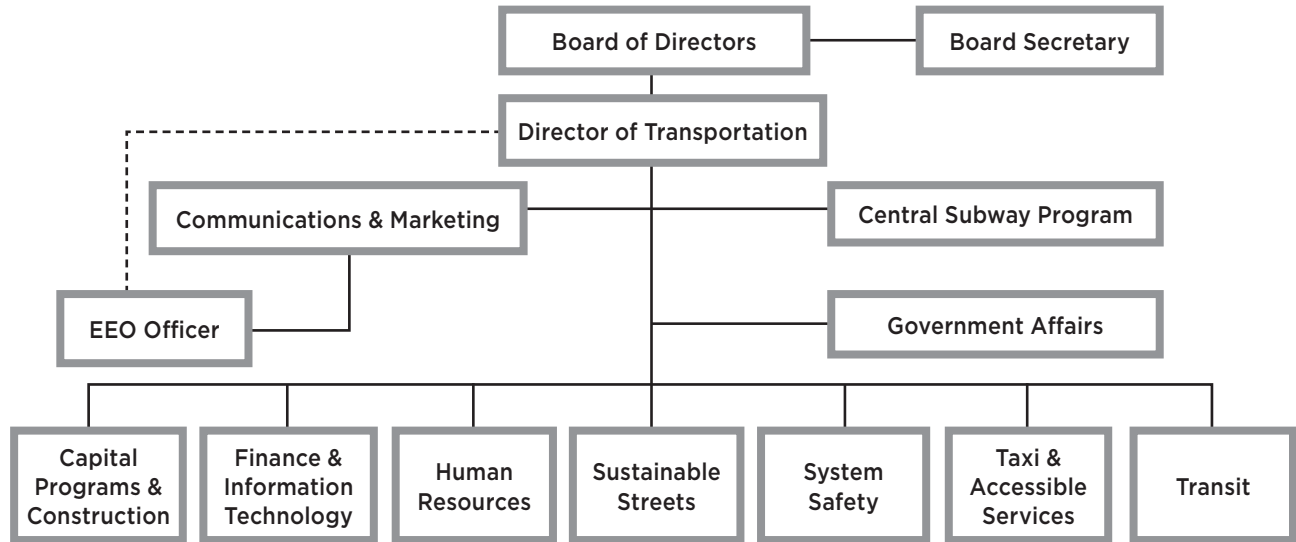 Board of Directors
Board Secretary
Director of Transportation
Communications & Marketing
Central Subway Program
EEO Officer
Government Affairs
Capital
Programs &
Construction
Finance &
Information
Technology
Human
Resources
Sustainable
Streets
System
Safety
Taxi &
Accessible
Services
Transit